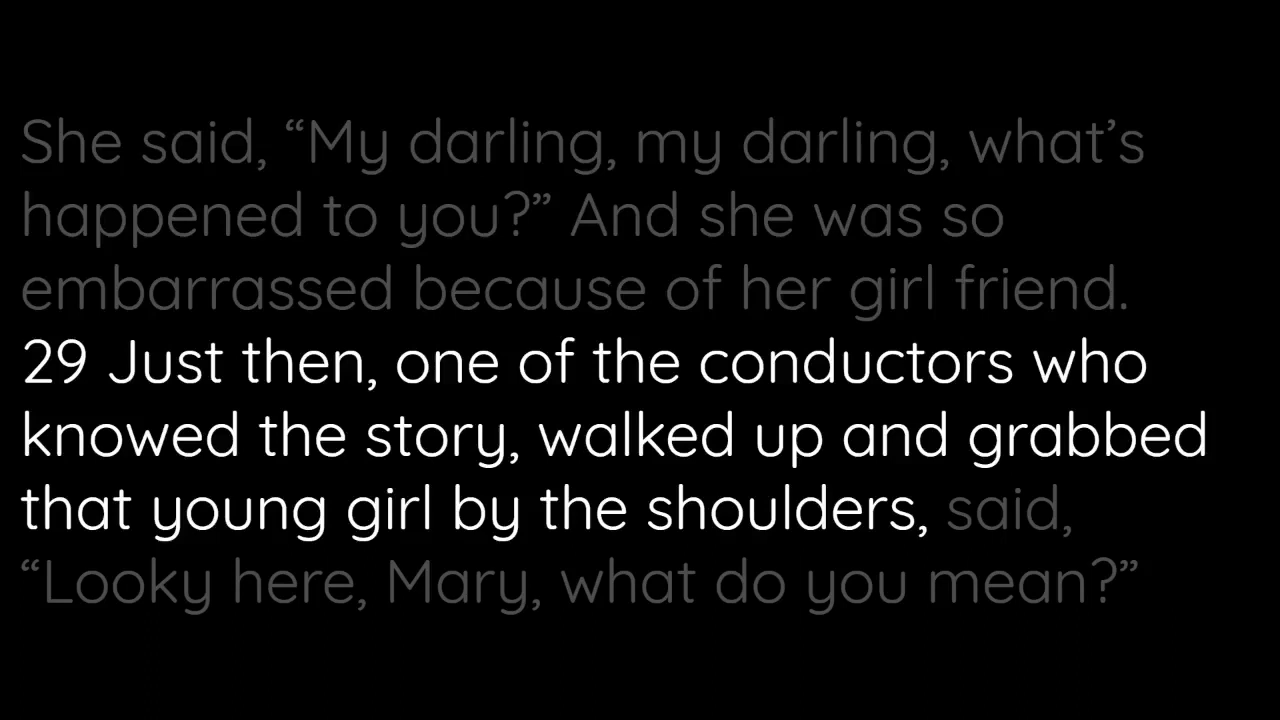 She said, “My darling, my darling, what’s
happened to you?” And she was so
embarrassed because of her girl friend.
29 Just then, one of the conductors who
knowed the story, walked up and grabbed
that young girl by the shoulders, said,
“Looky here, Mary, what do you mean?”